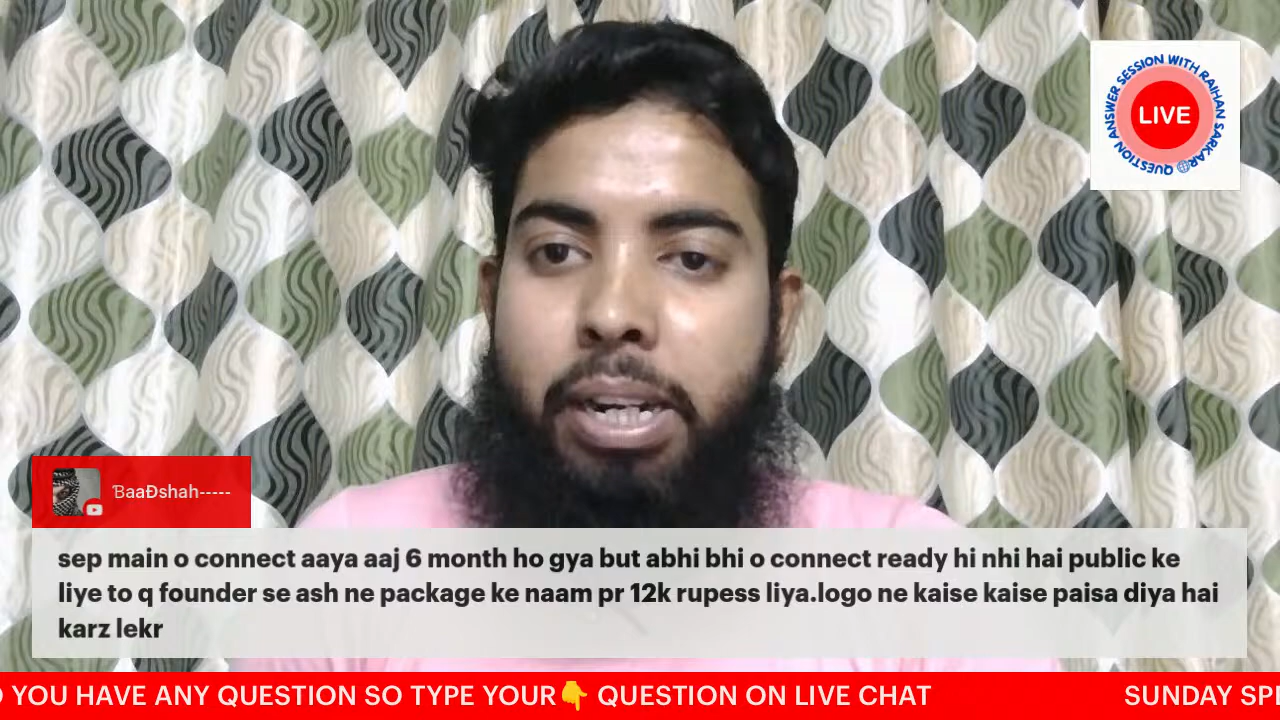 QUESTION ANSWER SESSION WITH RAIHAN SARKAR
LIVE
ƁaaĐshah-----
sep main o connect aaya aaj 6 month ho gya but abhi bhi o connect ready hi nhi hai public ke
liye to q founder se ash ne package ke naam pr 12k rupess liya.logo ne kaise kaise paisa diya hai
karz lekr
O YOU HAVE ANY QUESTION SO TYPE YOUR👇 QUESTION ON LIVE CHAT
SUNDAY SPE